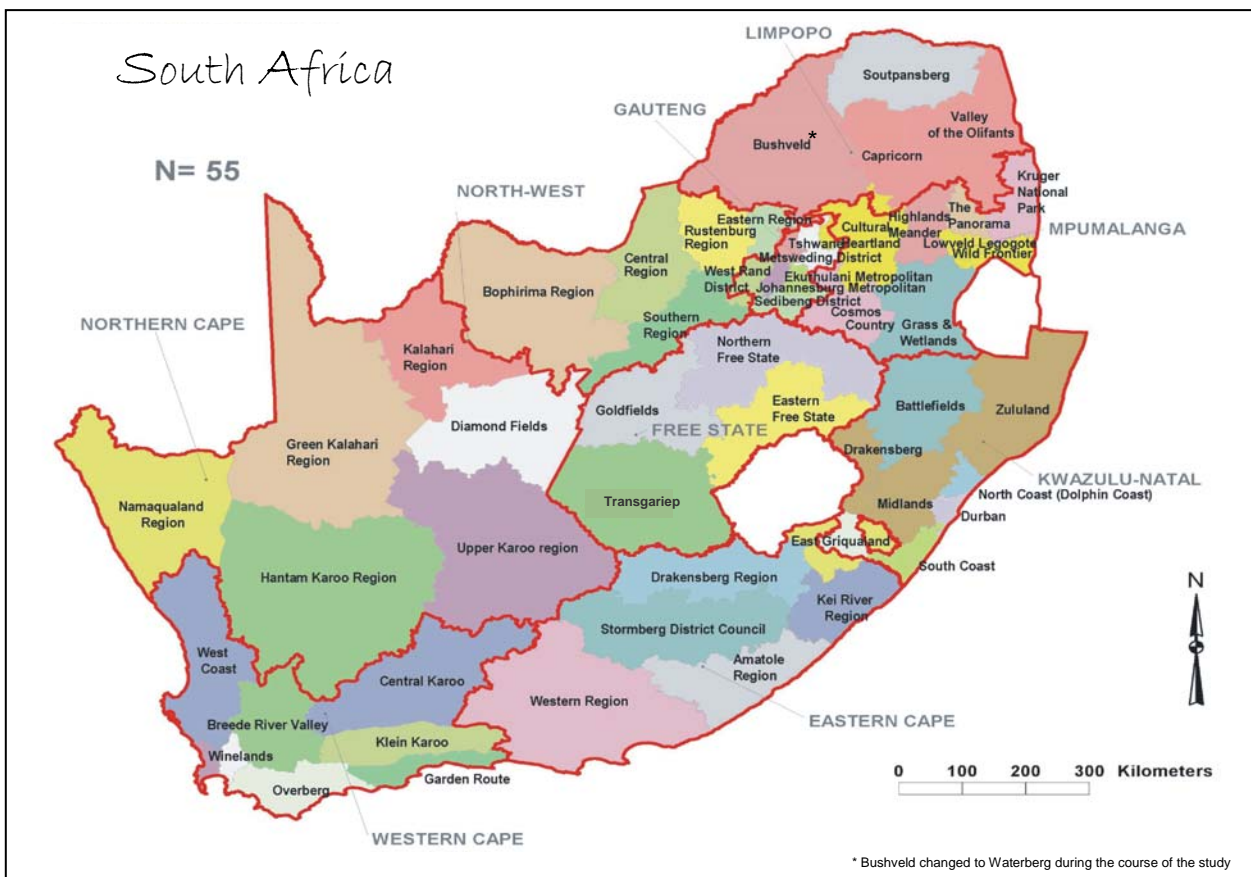 South Africa
N= 55
LIMPOPO
Soutpansberg
GAUTENG
Valley
of the Olifants
Bushveld*
Capricorn
Kruger
National
Park
NORTH-WEST
MPUMALANGA
Eastern Region
Rustenburg
Region
Tshwane
Cultural
Heartland
Highlands
Meander
The
Panorama
Lowveld Legogote
Wild Frontier
Metsweding District
Central
Region
West Rand
District
Ekuthulani Metropolitan
Johannesburg Metropolitan
Sedibeng District
Bophirima Region
Southern
Region
Cosmos
Country
Grass &
Wetlands
NORTHERN CAPE
Kalahari
Region
Northern
Free State
Goldfields
Eastern
Free State
Battlefields
Zululand
FREE STATE
Diamond Fields
Green Kalahari
Region
Drakensberg
KWAZULU-NATAL
North Coast (Dolphin Coast)
Namaqualand
Region
Transgariep
Midlands
Durban
East Griqualand
South Coast
Upper Karoo region
Hantam Karoo Region
Drakensberg Region
Kei River
Region
N
Stormberg District Council
West
Coast
Amatole
Region
Central Karoo
Western Region
EASTERN CAPE
Breede River Valley
Klein Karoo
Winelands
Garden Route
Overberg
0 100 200 300 Kilometers
WESTERN CAPE
* Bushveld changed to Waterberg during the course of the study